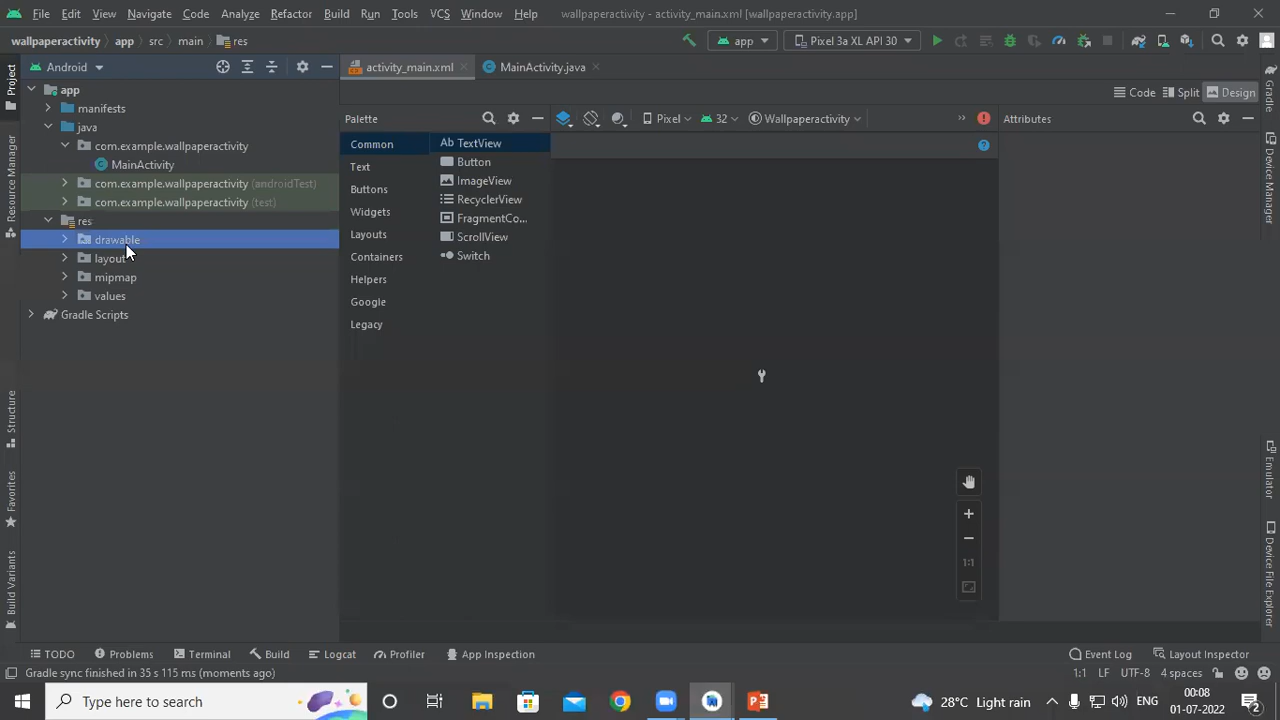 File Edit View Navigate Code Analyze Refactor Build Run Tools VCS Window Help wallpaperactivity - activity_main.xml [wallpaperactivity.app]
wallpaperactivity app src main res app Pixel 3a XL API 30
Android activity_main.xml MainActivity.java
Code Split Design
Palette Pixel 32 Wallpaperactivity Attributes
app
manifests
java
com.example.wallpaperactivity
MainActivity
com.example.wallpaperactivity (androidTest)
com.example.wallpaperactivity (test)
res
drawable
layout
mipmap
values
Gradle Scripts
Common
Text
Buttons
Widgets
Layouts
Containers
Helpers
Google
Legacy
Ab TextView
Button
ImageView
RecyclerView
FragmentCo...
ScrollView
Switch
1:1
Project
Resource Manager
Structure
Favorites
Build Variants
Gradle
Device Manager
Emulator
Device File Explorer
TODO Problems Terminal Build Logcat Profiler App Inspection Event Log Layout Inspector
Gradle sync finished in 35 s 115 ms (moments ago) 1:1 LF UTF-8 4 spaces
Type here to search 28°C Light rain ENG 00:08
01-07-2022 2